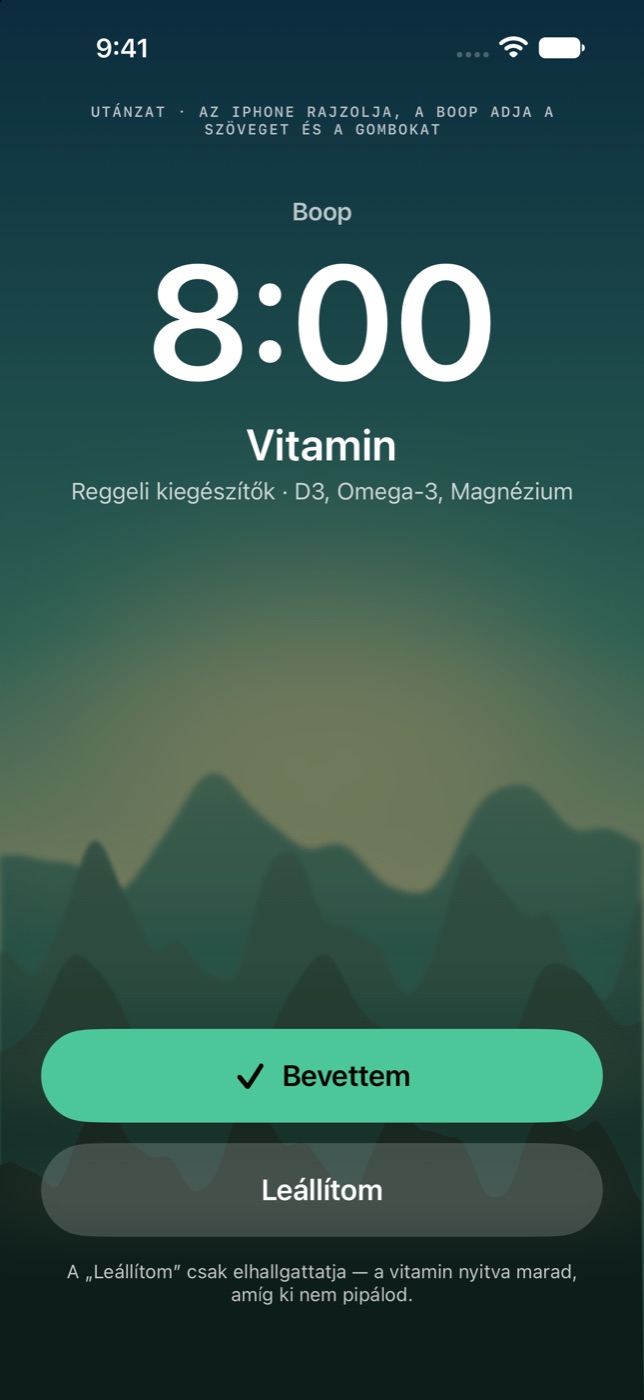 9:41
UTÁNZAT · AZ IPHONE RAJZOLJA, A BOOP ADJA A
SZÖVEGET ÉS A GOMBOKAT
Boop
8:00
Vitamin
Reggeli kiegészítők · D3, Omega-3, Magnézium
Bevettem
Leállítom
A „Leállítom” csak elhallgattatja — a vitamin nyitva marad,
amíg ki nem pipálod.